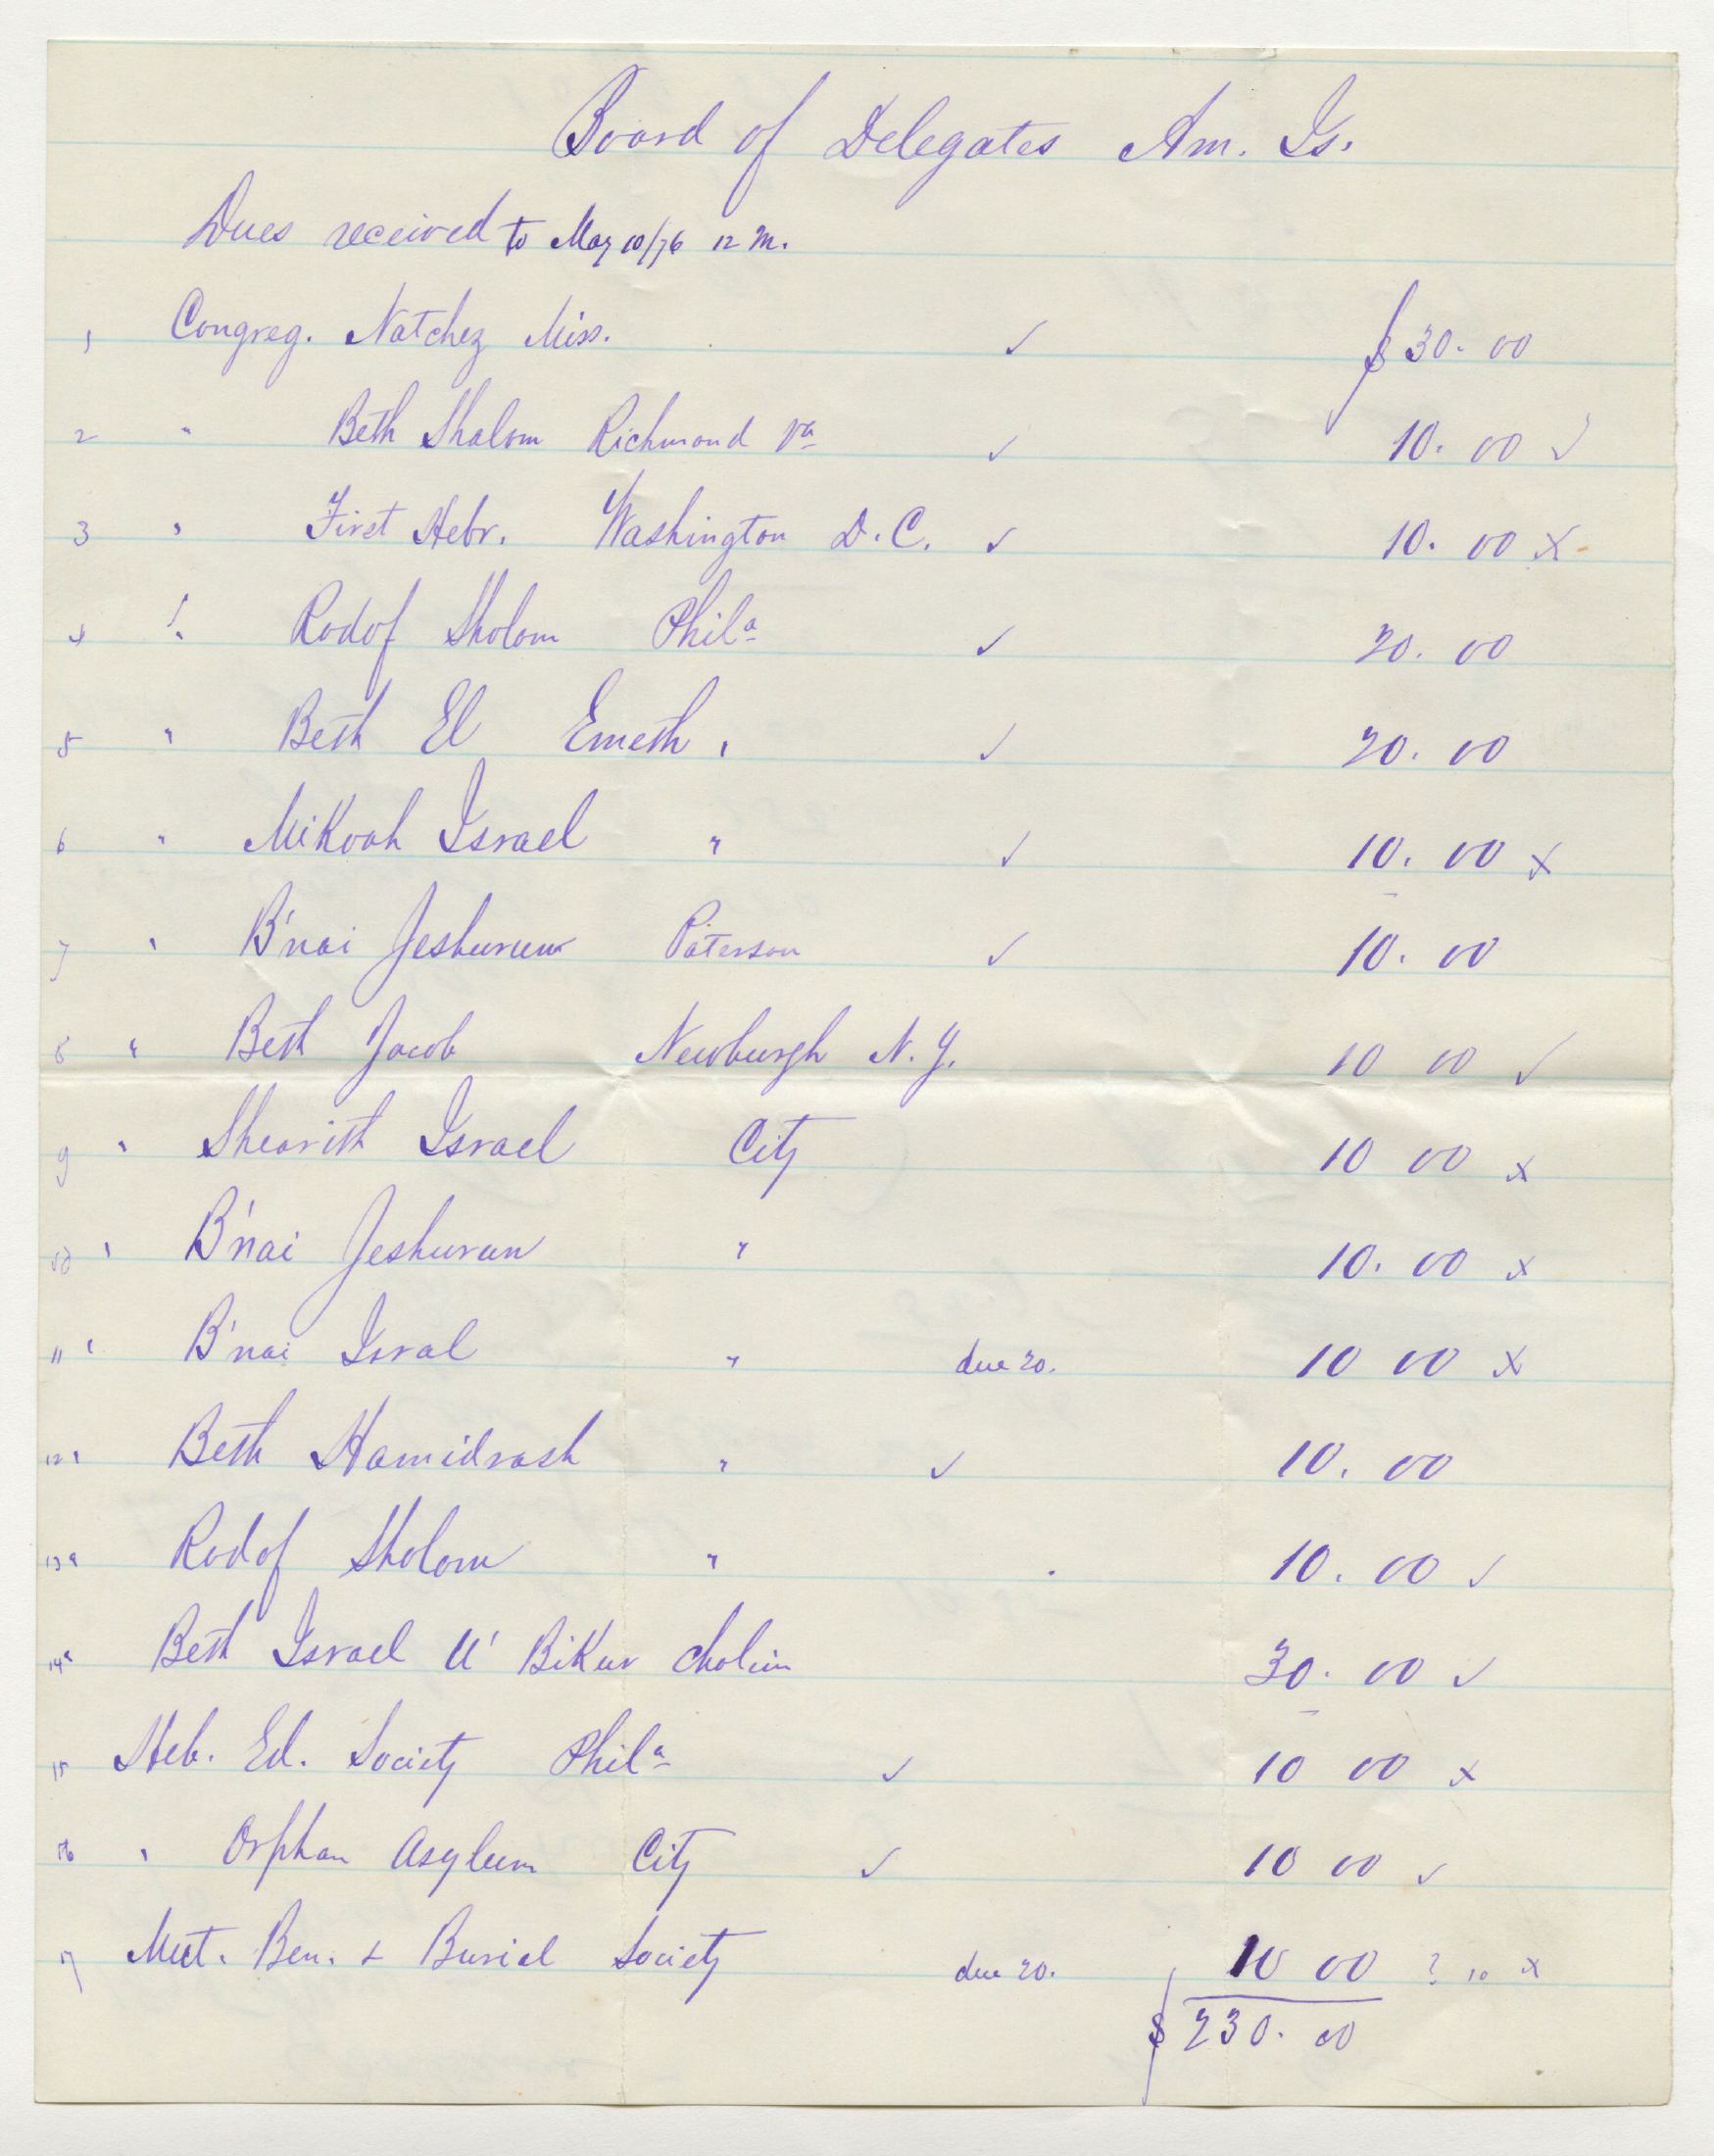 Board of Delegates Am. Is.
Dues received to May 10/76 12 M.
1 Congreg. Natchez Miss. ✓ $30.00
2 " Beth Shalom Richmond Va ✓ 10.00 ✓
3 " First Hebr. Washington D.C. ✓ 10.00 x
4 " Rodof Sholom Phila ✓ 20.00
5 " Beth El Emeth " ✓ 20.00
6 " Mikvah Israel " ✓ 10.00 x
7 " B'nai Jeshurun Paterson ✓ 10.00
8 " Beth Jacob Newburgh N.Y. 10 00 ✓
9 " Shearith Israel City 10 00 x
10 " B'nai Jeshurun " 10.00 x
11 " B'nai Isral " due 20. 10 00 x
12 " Beth Hamidrash " ✓ 10.00
13 " Rodof Sholom " 10.00 ✓
14 " Beth Israel U' Bikur Cholim 30.00 ✓
15 Heb. Ed. Society Phila ✓ 10 00 x
16 " Orphan Asylum City ✓ 10 00 ✓
17 Mut. Ben. & Burial Society due 20. 10 00 ? 10 x
$230.00